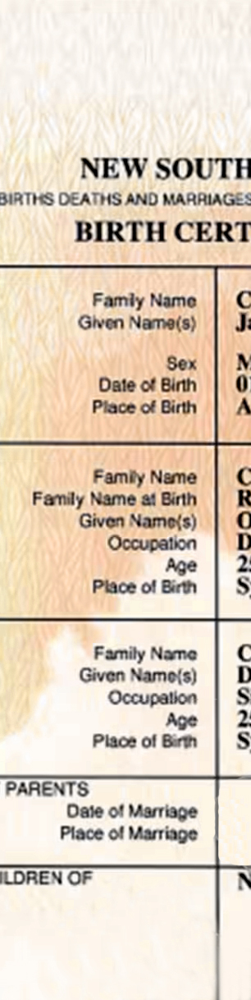 NEW SOUTH
BIRTHS DEATHS AND MARRIAGES
BIRTH CERT
Family Name C
Given Name(s) Ja
Sex M
Date of Birth 01
Place of Birth A
Family Name C
Family Name at Birth R
Given Name(s) O
Occupation D
Age 25
Place of Birth Sy
Family Name C
Given Name(s) D
Occupation S
Age 25
Place of Birth Sy
PARENTS
Date of Marriage
Place of Marriage
ILDREN OF N